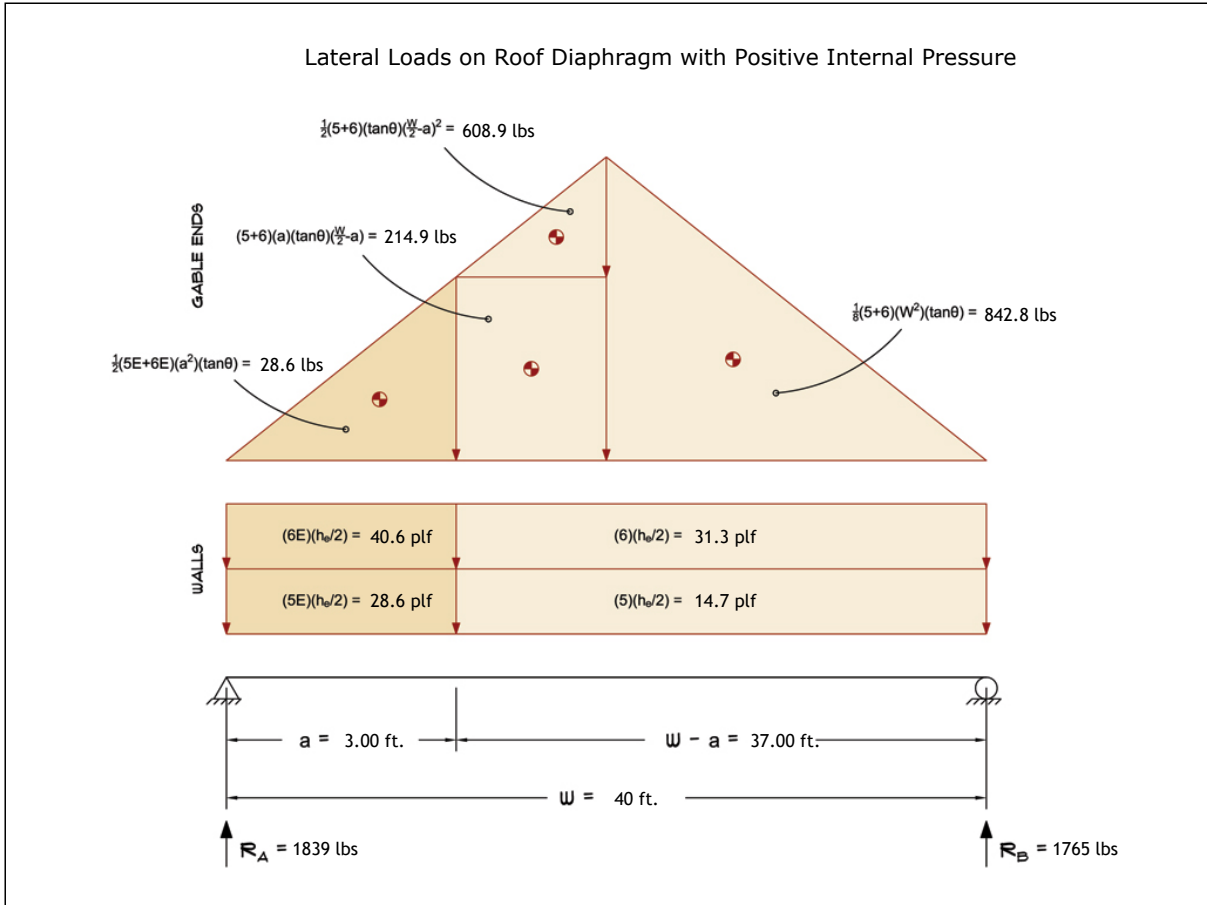 Lateral Loads on Roof Diaphragm with Positive Internal Pressure
½(5+6)(tanθ)(W/2-a)² = 608.9 lbs
GABLE ENDS
(5+6)(a)(tanθ)(W/2-a) = 214.9 lbs
⅛(5+6)(W²)(tanθ) = 842.8 lbs
½(5E+6E)(a²)(tanθ) = 28.6 lbs
WALLS
(6E)(hₑ/2) = 40.6 plf
(6)(hₑ/2) = 31.3 plf
(5E)(hₑ/2) = 28.6 plf
(5)(hₑ/2) = 14.7 plf
a = 3.00 ft.
W - a = 37.00 ft.
W = 40 ft.
R_A = 1839 lbs
R_B = 1765 lbs